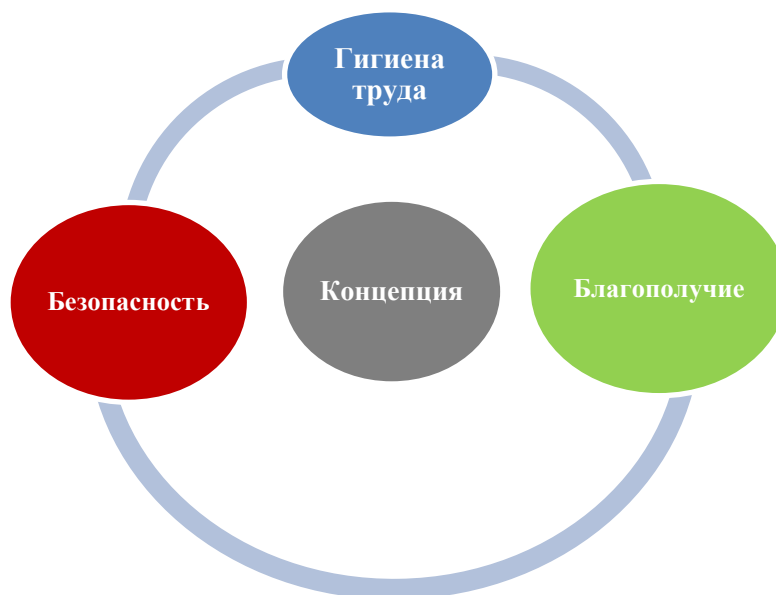 Гигиена
труда
Безопасность
Концепция
Благополучие